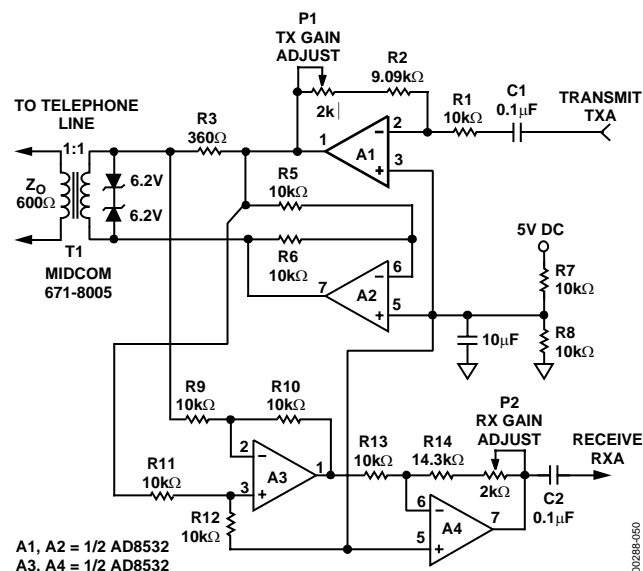 P1
TX GAIN
ADJUST
R2
9.09kΩ
2k
C1
0.1µF
TRANSMIT
TXA
R1
10kΩ
TO TELEPHONE
LINE
R3
360Ω
1:1
1
2
A1
3
6.2V
ZO
600Ω
6.2V
R5
10kΩ
5V DC
T1
R6
10kΩ
MIDCOM
671-8005
6
7
A2
5
R7
10kΩ
10µF
R8
10kΩ
P2
RX GAIN
ADJUST
R9
10kΩ
R10
10kΩ
R13
10kΩ
R14
14.3kΩ
RECEIVE
RXA
2
R11
10kΩ
A3
1
3
2kΩ
C2
0.1µF
6
A4
7
R12
10kΩ
5
A1, A2 = 1/2 AD8532
A3, A4 = 1/2 AD8532
00288-050